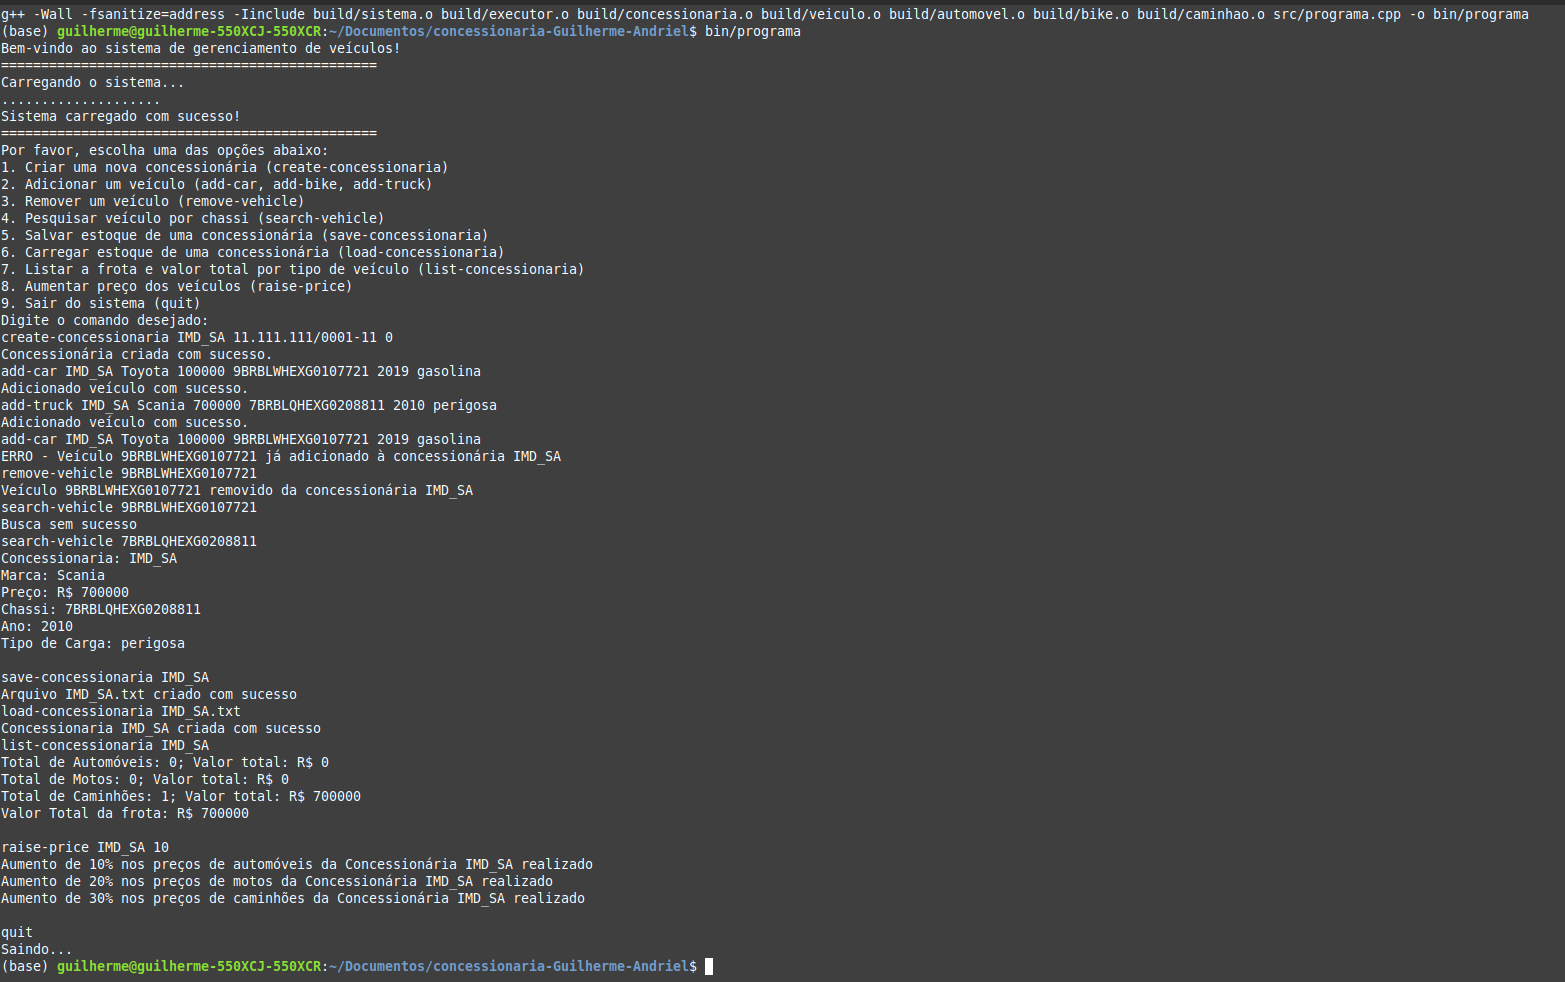 g++ -Wall -fsanitize=address -Iinclude build/sistema.o build/executor.o build/concessionaria.o build/veiculo.o build/automovel.o build/bike.o build/caminhao.o src/programa.cpp -o bin/programa
(base) guilherme@guilherme-550XCJ-550XCR:~/Documentos/concessionaria-Guilherme-Andriel$ bin/programa
Bem-vindo ao sistema de gerenciamento de veículos!
===============================================
Carregando o sistema...
....................
Sistema carregado com sucesso!
===============================================
Por favor, escolha uma das opções abaixo:
1. Criar uma nova concessionária (create-concessionaria)
2. Adicionar um veículo (add-car, add-bike, add-truck)
3. Remover um veículo (remove-vehicle)
4. Pesquisar veículo por chassi (search-vehicle)
5. Salvar estoque de uma concessionária (save-concessionaria)
6. Carregar estoque de uma concessionária (load-concessionaria)
7. Listar a frota e valor total por tipo de veículo (list-concessionaria)
8. Aumentar preço dos veículos (raise-price)
9. Sair do sistema (quit)
Digite o comando desejado:
create-concessionaria IMD_SA 11.111.111/0001-11 0
Concessionária criada com sucesso.
add-car IMD_SA Toyota 100000 9BRBLWHEXG0107721 2019 gasolina
Adicionado veículo com sucesso.
add-truck IMD_SA Scania 700000 7BRBLQHEXG0208811 2010 perigosa
Adicionado veículo com sucesso.
add-car IMD_SA Toyota 100000 9BRBLWHEXG0107721 2019 gasolina
ERRO - Veículo 9BRBLWHEXG0107721 já adicionado à concessionária IMD_SA
remove-vehicle 9BRBLWHEXG0107721
Veículo 9BRBLWHEXG0107721 removido da concessionária IMD_SA
search-vehicle 9BRBLWHEXG0107721
Busca sem sucesso
search-vehicle 7BRBLQHEXG0208811
Concessionaria: IMD_SA
Marca: Scania
Preço: R$ 700000
Chassi: 7BRBLQHEXG0208811
Ano: 2010
Tipo de Carga: perigosa
save-concessionaria IMD_SA
Arquivo IMD_SA.txt criado com sucesso
load-concessionaria IMD_SA.txt
Concessionaria IMD_SA criada com sucesso
list-concessionaria IMD_SA
Total de Automóveis: 0; Valor total: R$ 0
Total de Motos: 0; Valor total: R$ 0
Total de Caminhões: 1; Valor total: R$ 700000
Valor Total da frota: R$ 700000
raise-price IMD_SA 10
Aumento de 10% nos preços de automóveis da Concessionária IMD_SA realizado
Aumento de 20% nos preços de motos da Concessionária IMD_SA realizado
Aumento de 30% nos preços de caminhões da Concessionária IMD_SA realizado
quit
Saindo...
(base) guilherme@guilherme-550XCJ-550XCR:~/Documentos/concessionaria-Guilherme-Andriel$